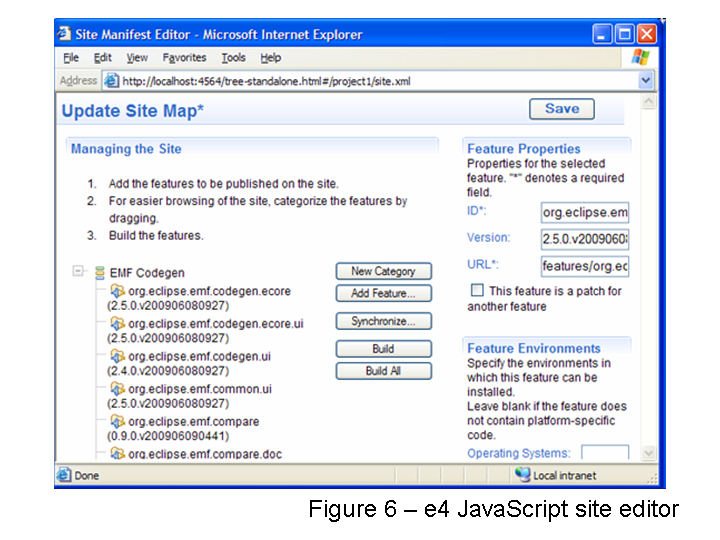 Site Manifest Editor - Microsoft Internet Explorer
File Edit View Favorites Tools Help
Address http://localhost:4564/tree-standalone.html#/project1/site.xml
Update Site Map*
Save
Managing the Site
1. Add the features to be published on the site.
2. For easier browsing of the site, categorize the features by
dragging.
3. Build the features.
EMF Codegen
org.eclipse.emf.codegen.ecore
(2.5.0.v200906080927)
org.eclipse.emf.codegen.ecore.ui
(2.5.0.v200906080927)
org.eclipse.emf.codegen.ui
(2.4.0.v200906080927)
org.eclipse.emf.common.ui
(2.5.0.v200906080927)
org.eclipse.emf.compare
(0.9.0.v200906090441)
org.eclipse.emf.compare.doc
New Category
Add Feature...
Synchronize...
Build
Build All
Feature Properties
Properties for the selected
feature. "*" denotes a required
field.
ID*: org.eclipse.em
Version: 2.5.0.v2009060
URL*: features/org.ec
This feature is a patch for
another feature
Feature Environments
Specify the environments in
which this feature can be
installed.
Leave blank if the feature does
not contain platform-specific
code.
Operating Systems:
Done
Local intranet
Figure 6 – e4 JavaScript site editor